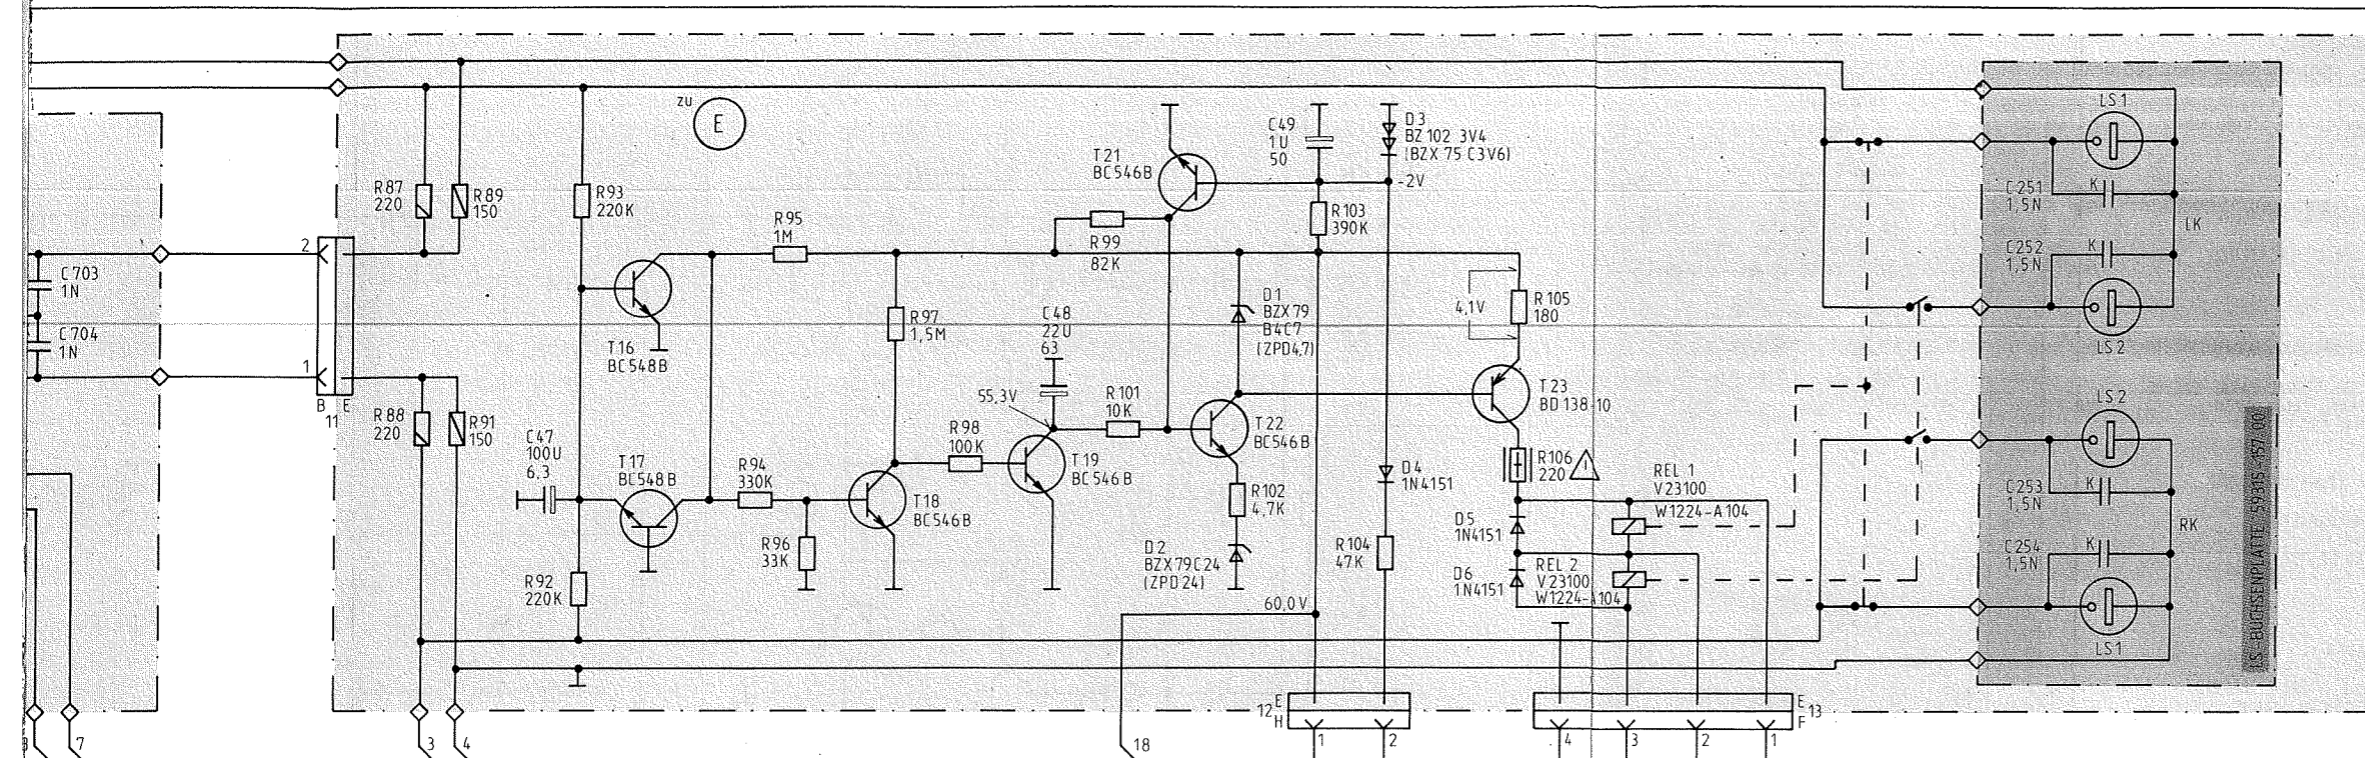 zu
E
R87
220
R89
150
R93
220K
R95
1M
T21
BC546B
C49
1U
50
D3
BZ102 3V4
(BZX 75 C3V6)
-2V
R103
390K
R99
82K
LS1
C251
1,5N
K
LK
C252
1,5N
K
LS2
C703
1N
C704
1N
2
1
B
E
11
T16
BC548B
R97
1,5M
C48
22U
63
D1
BZX79
B4C7
(ZPD4,7)
4,1V
R105
180
T23
BD138-10
R88
220
R91
150
C47
100U
6.3
T17
BC548B
R94
330K
R98
100K
55,3V
R101
10K
T22
BC546B
T19
BC546B
T18
BC546B
R96
33K
R92
220K
R102
4,7K
D2
BZX79C24
(ZPD24)
D4
1N4151
R104
47K
R106
220
REL 1
V23100
W1224-A104
D5
1N4151
REL 2
V23100
W1224-A104
D6
1N4151
60,0V
LS2
C253
1,5N
K
RK
C254
1,5N
K
LS1
LS BUCHSENPLATTE 59315-157.00
12
E
H
E
F
13
7
3
4
18
1
2
4
3
2
1